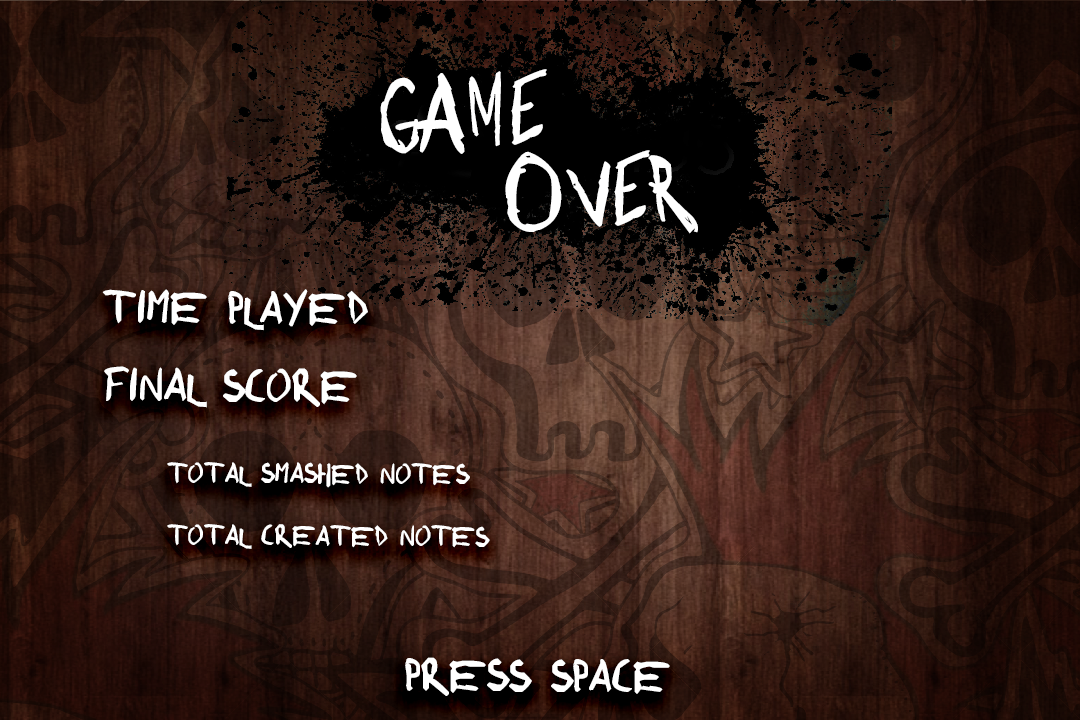 GAME
OVER
TIME PLAYED
FINAL SCORE
TOTAL SMASHED NOTES
TOTAL CREATED NOTES
PRESS SPACE